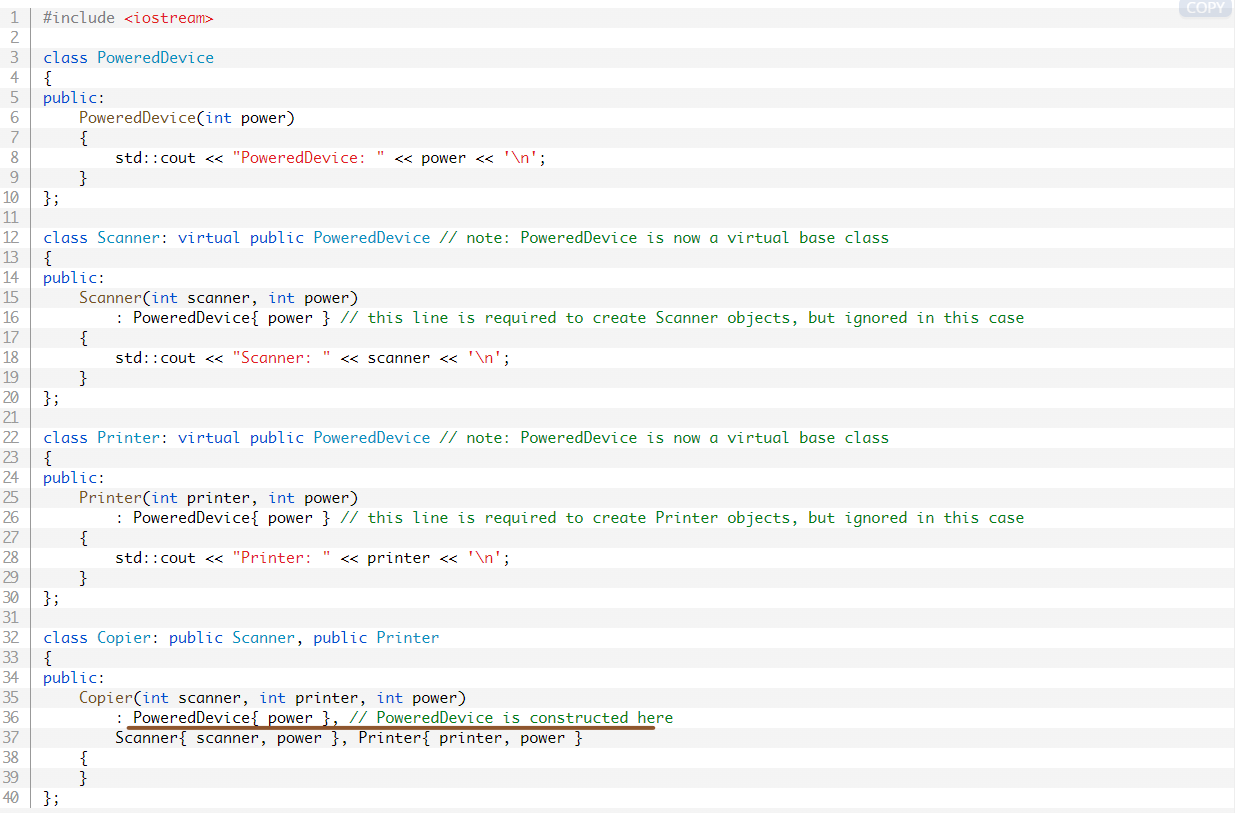 COPY
1 #include <iostream>
2
3 class PoweredDevice
4 {
5 public:
6     PoweredDevice(int power)
7     {
8         std::cout << "PoweredDevice: " << power << '\n';
9     }
10 };
11
12 class Scanner: virtual public PoweredDevice // note: PoweredDevice is now a virtual base class
13 {
14 public:
15     Scanner(int scanner, int power)
16         : PoweredDevice{ power } // this line is required to create Scanner objects, but ignored in this case
17     {
18         std::cout << "Scanner: " << scanner << '\n';
19     }
20 };
21
22 class Printer: virtual public PoweredDevice // note: PoweredDevice is now a virtual base class
23 {
24 public:
25     Printer(int printer, int power)
26         : PoweredDevice{ power } // this line is required to create Printer objects, but ignored in this case
27     {
28         std::cout << "Printer: " << printer << '\n';
29     }
30 };
31
32 class Copier: public Scanner, public Printer
33 {
34 public:
35     Copier(int scanner, int printer, int power)
36         : PoweredDevice{ power }, // PoweredDevice is constructed here
37         Scanner{ scanner, power }, Printer{ printer, power }
38     {
39     }
40 };